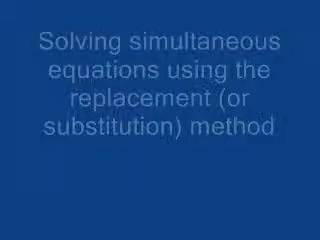 Solving simultaneous
equations using the
replacement (or
substitution) method